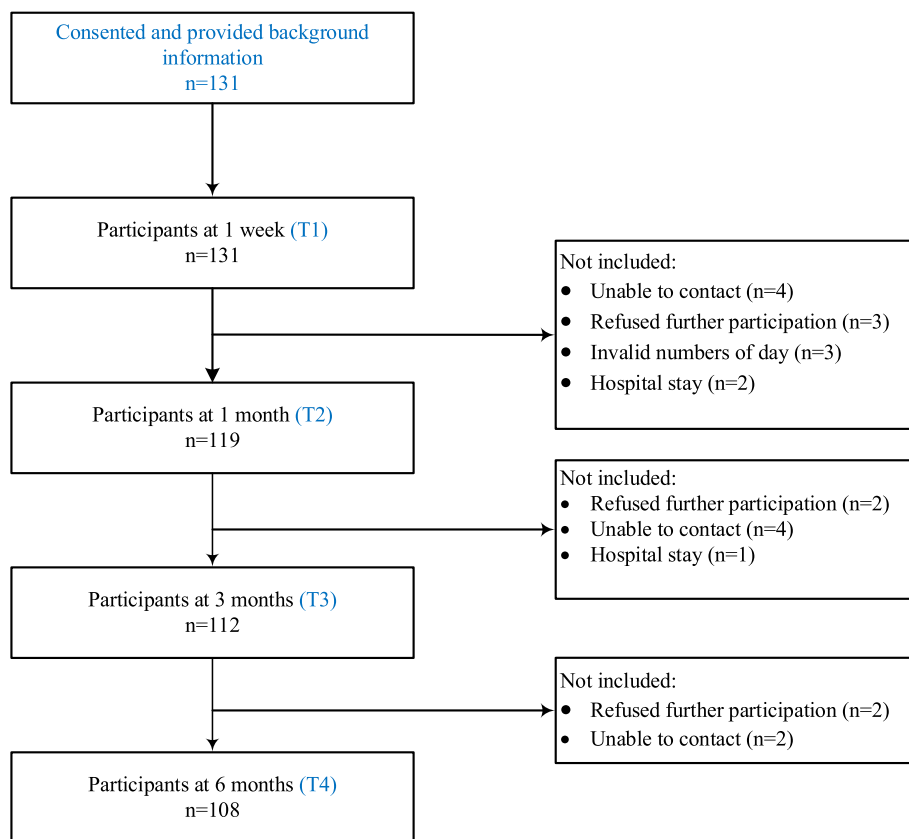 Consented and provided background
information
n=131
Participants at 1 week (T1)
n=131
Not included:
● Unable to contact (n=4)
● Refused further participation (n=3)
● Invalid numbers of day (n=3)
● Hospital stay (n=2)
Participants at 1 month (T2)
n=119
Not included:
● Refused further participation (n=2)
● Unable to contact (n=4)
● Hospital stay (n=1)
Participants at 3 months (T3)
n=112
Not included:
● Refused further participation (n=2)
● Unable to contact (n=2)
Participants at 6 months (T4)
n=108